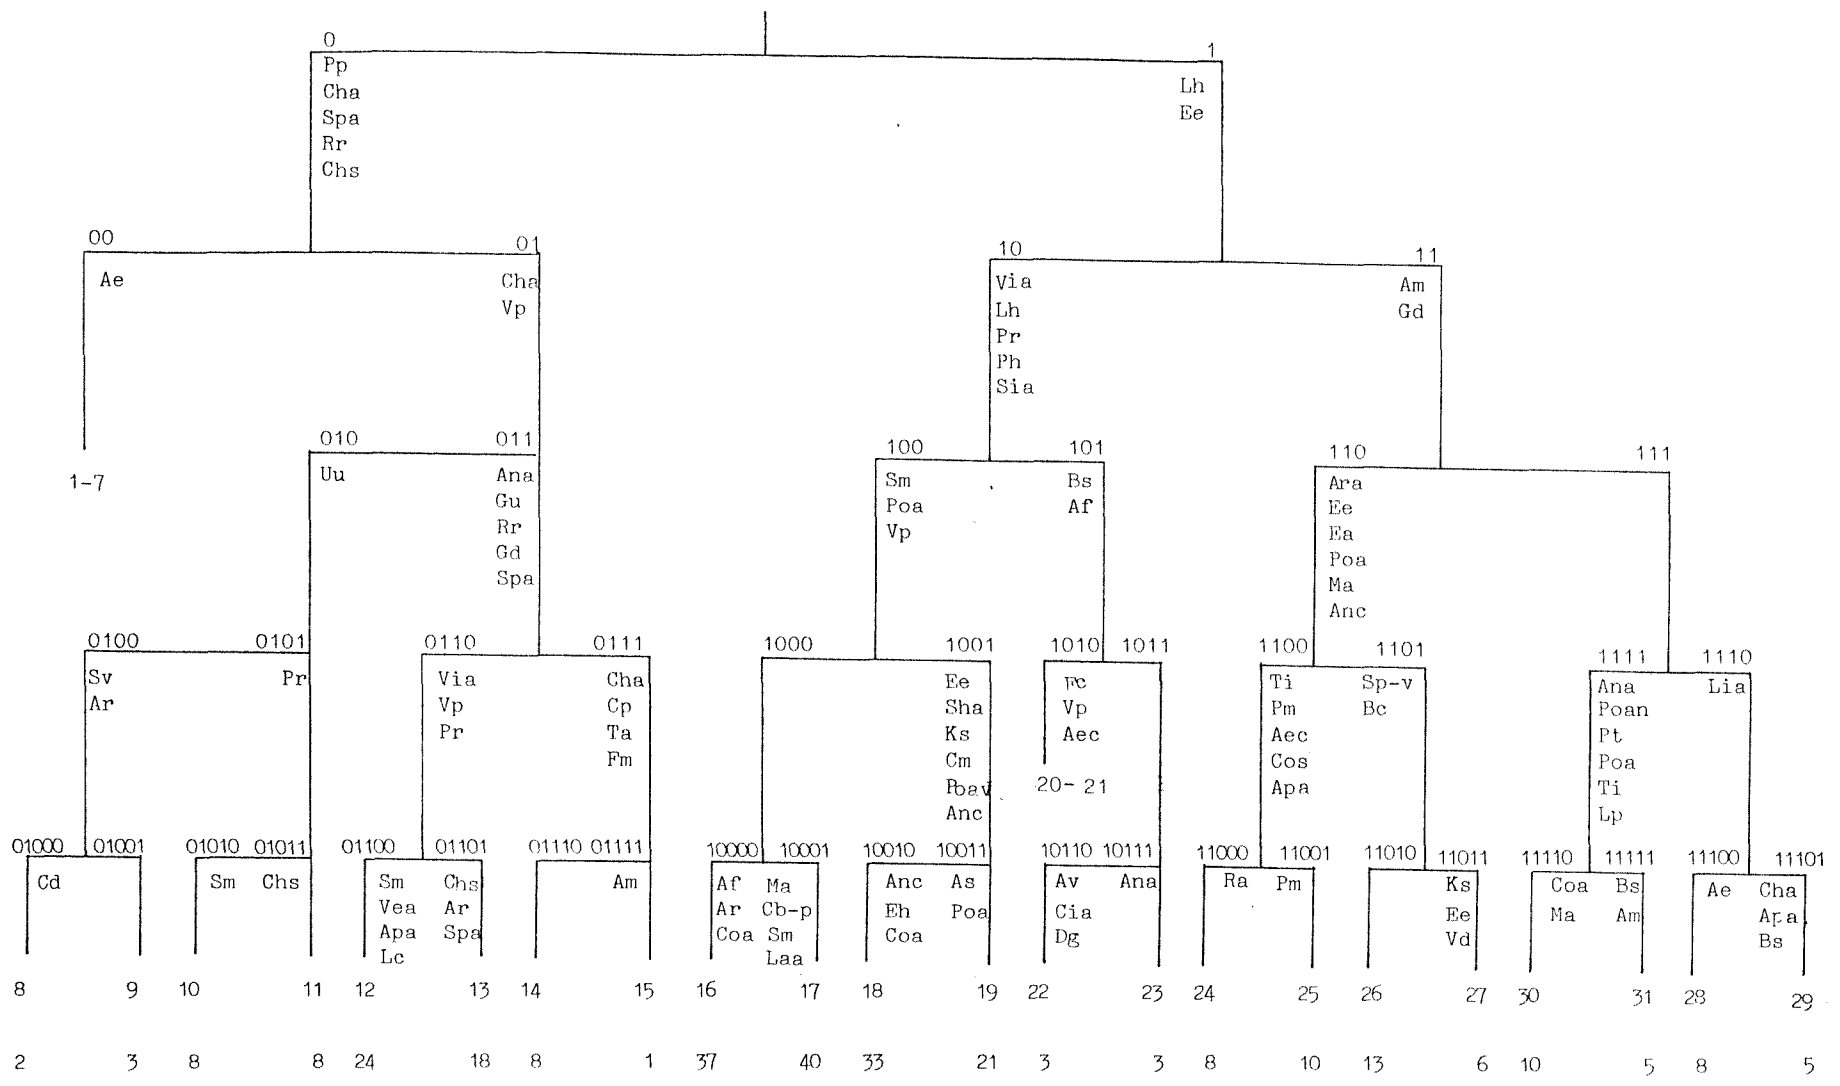 0 1
Pp
Cha
Spa
Rr
Chs
Lh
Ee
00 01
Ae
Cha
Vp
10 11
Via
Lh
Pr
Ph
Sia
Am
Gd
1-7
010 011
Uu
Ana
Gu
Rr
Gd
Spa
100 101
Sm
Poa
Vp
Bs
Af
110 111
Ara
Ee
Ea
Poa
Ma
Anc
0100 0101
Sv
Ar
Pr
0110 0111
Via
Vp
Pr
Cha
Cp
Ta
Fm
1000 1001
Ee
Sha
Ks
Cm
Poav
Anc
1010 1011
Vp
Aec
20-21
1100 1101
Ti
Pm
Aec
Cos
Apa
Sp-v
Bc
1111 1110
Ana
Poan
Pt
Poa
Ti
Lp
Lia
01000 01001
Cd
01010 01011
Sm Chs
01100 01101
Sm Chs
Vea Ar
Apa Spa
Lc
01110 01111
Am
10000 10001
Af Ma
Ar Cb-p
Coa Sm
Laa
10010 10011
Anc As
Eh Poa
Coa
10110 10111
Av Ana
Cia
Dg
11000 11001
Ra Pm
11010 11011
Ks
Ee
Vd
11110 11111
Coa Bs
Ma Am
11100 11101
Ae Cha
Apa
Bs
8 9 10 11 12 13 14 15 16 17 18 19 22 23 24 25 26 27 30 31 28 29
2 3 8 8 24 18 8 1 37 40 33 21 3 3 8 10 13 6 10 5 8 5